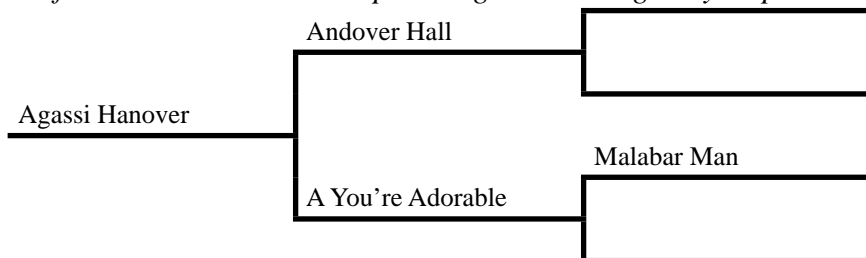 Andover Hall
Agassi Hanover
Malabar Man
A You're Adorable